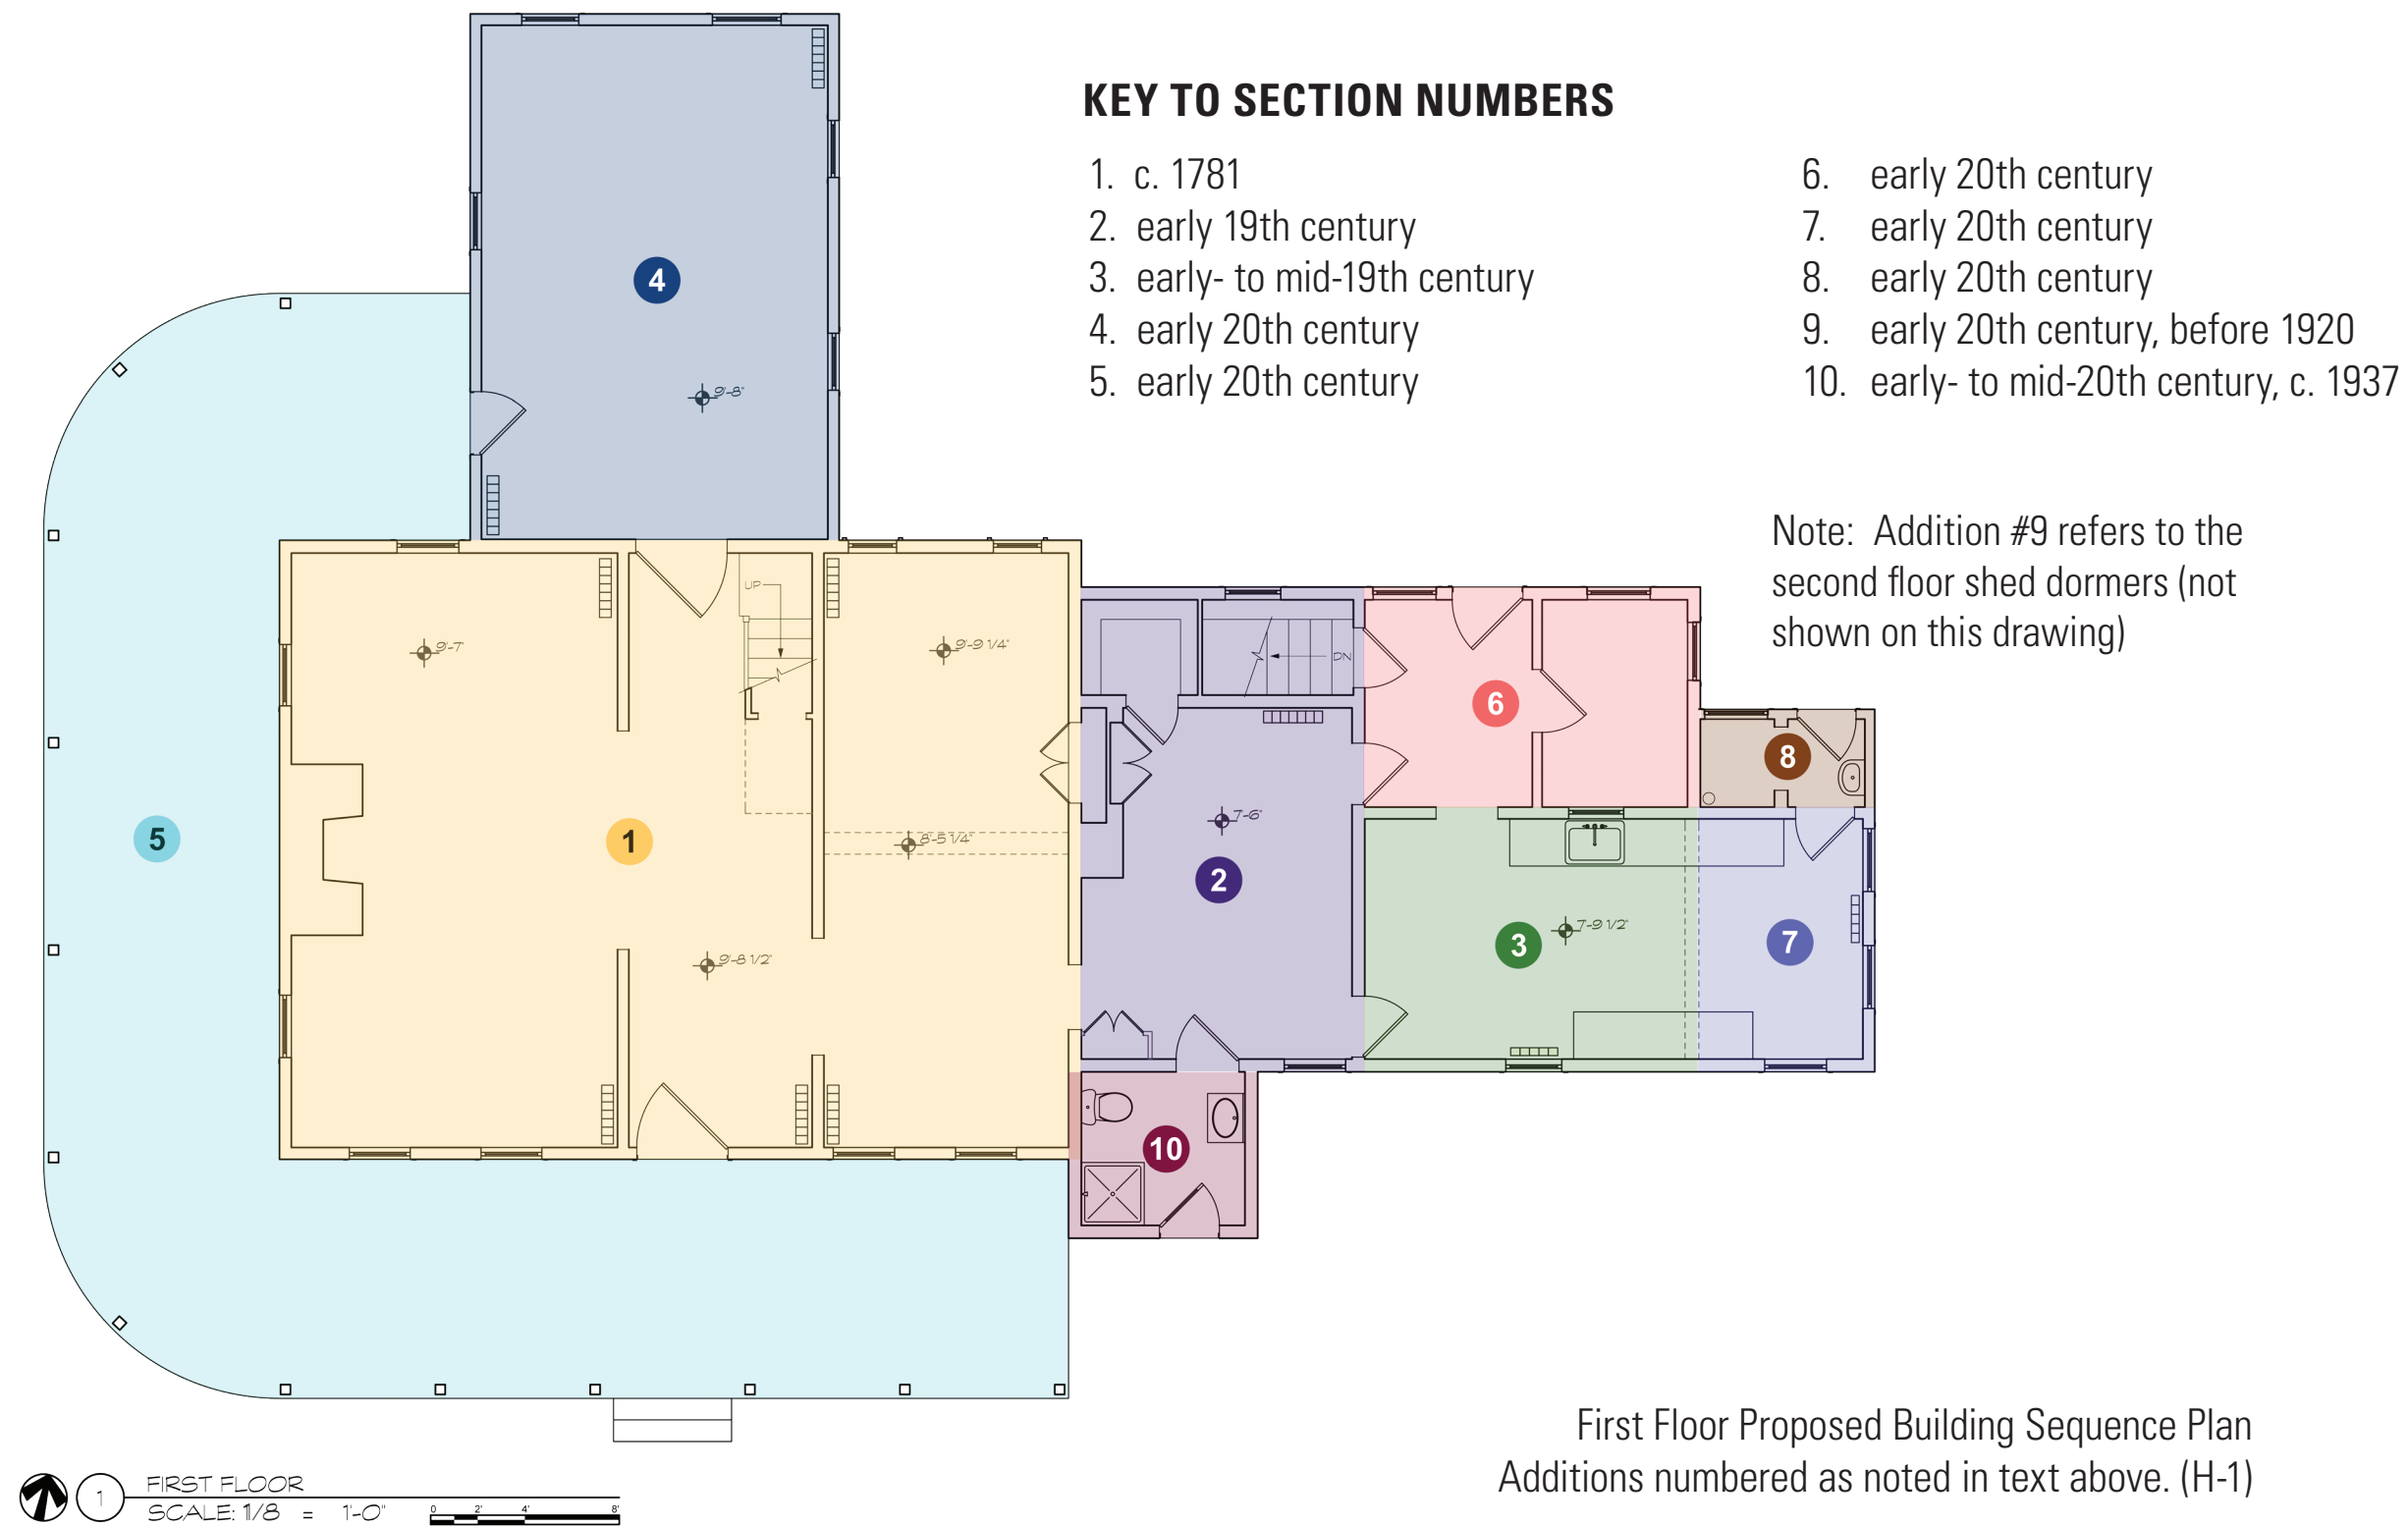 KEY TO SECTION NUMBERS
1. c. 1781
2. early 19th century
3. early- to mid-19th century
4. early 20th century
5. early 20th century
6. early 20th century
7. early 20th century
8. early 20th century
9. early 20th century, before 1920
10. early- to mid-20th century, c. 1937
Note: Addition #9 refers to the
second floor shed dormers (not
shown on this drawing)
4
9'-8"
UP
9'-7"
9'-9 1/4"
DN
6
8
5
1
8'-5 1/4"
7'-6"
2
3
7'-9 1/2"
7
9'-8 1/2"
10
First Floor Proposed Building Sequence Plan
Additions numbered as noted in text above. (H-1)
1
FIRST FLOOR
SCALE: 1/8 = 1'-0"
0 2' 4' 8'